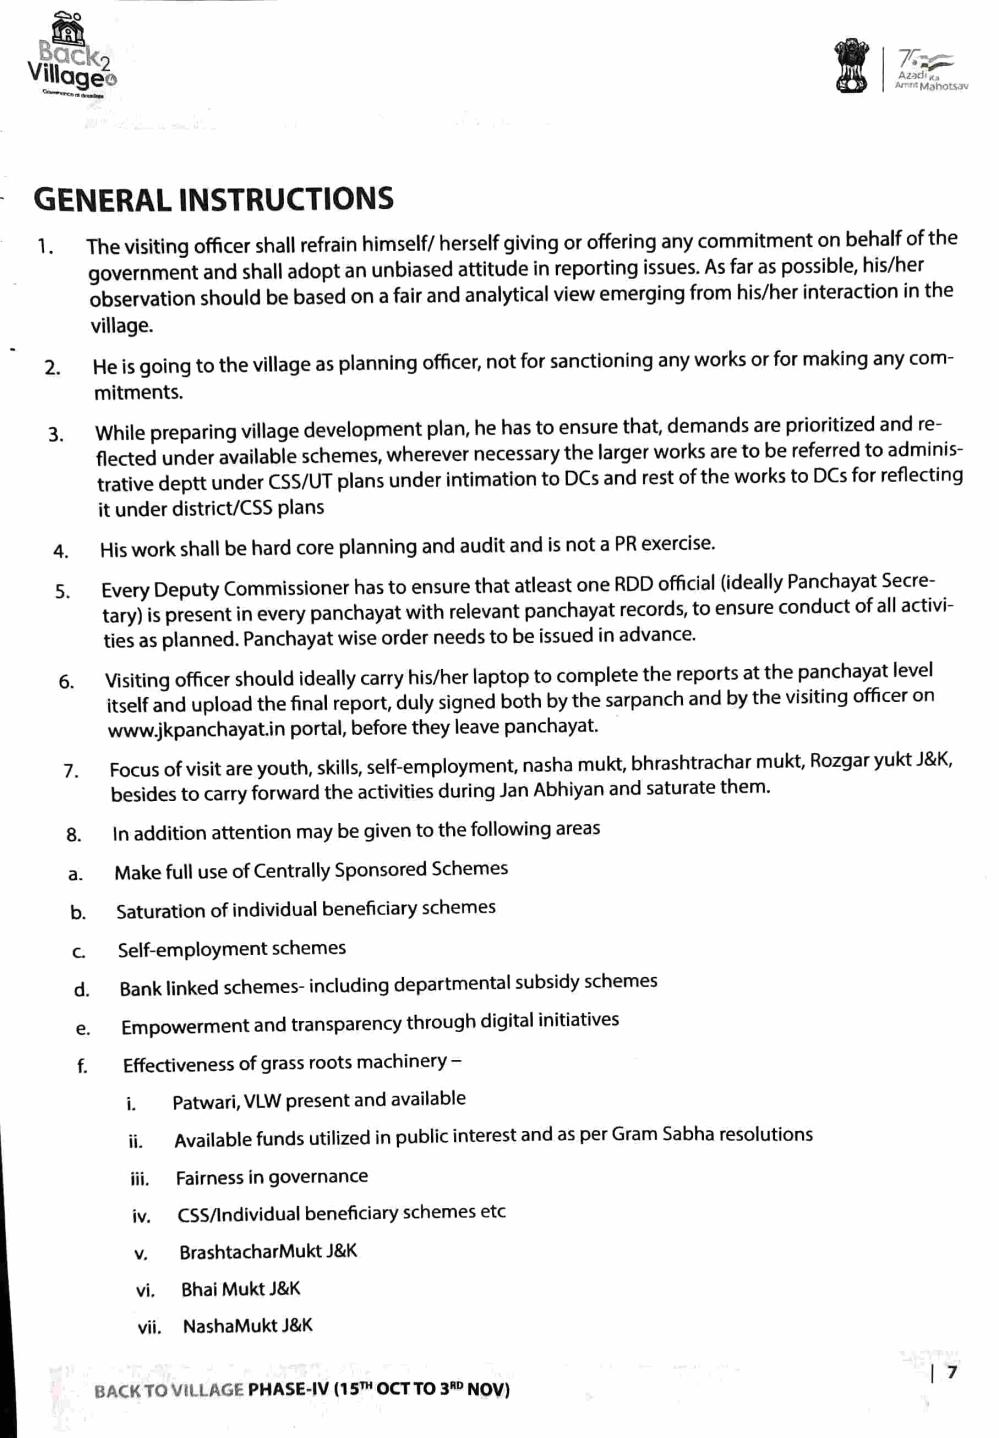 Back2
Village
Governance at doorsteps
75
Azadi Ka
Amrit Mahotsav
GENERAL INSTRUCTIONS
1. The visiting officer shall refrain himself/ herself giving or offering any commitment on behalf of the
government and shall adopt an unbiased attitude in reporting issues. As far as possible, his/her
observation should be based on a fair and analytical view emerging from his/her interaction in the
village.
2. He is going to the village as planning officer, not for sanctioning any works or for making any com-
mitments.
3. While preparing village development plan, he has to ensure that, demands are prioritized and re-
flected under available schemes, wherever necessary the larger works are to be referred to adminis-
trative deptt under CSS/UT plans under intimation to DCs and rest of the works to DCs for reflecting
it under district/CSS plans
4. His work shall be hard core planning and audit and is not a PR exercise.
5. Every Deputy Commissioner has to ensure that atleast one RDD official (ideally Panchayat Secre-
tary) is present in every panchayat with relevant panchayat records, to ensure conduct of all activi-
ties as planned. Panchayat wise order needs to be issued in advance.
6. Visiting officer should ideally carry his/her laptop to complete the reports at the panchayat level
itself and upload the final report, duly signed both by the sarpanch and by the visiting officer on
www.jkpanchayat.in portal, before they leave panchayat.
7. Focus of visit are youth, skills, self-employment, nasha mukt, bhrashtrachar mukt, Rozgar yukt J&K,
besides to carry forward the activities during Jan Abhiyan and saturate them.
8. In addition attention may be given to the following areas
a. Make full use of Centrally Sponsored Schemes
b. Saturation of individual beneficiary schemes
c. Self-employment schemes
d. Bank linked schemes- including departmental subsidy schemes
e. Empowerment and transparency through digital initiatives
f. Effectiveness of grass roots machinery –
i. Patwari, VLW present and available
ii. Available funds utilized in public interest and as per Gram Sabha resolutions
iii. Fairness in governance
iv. CSS/Individual beneficiary schemes etc
v. BrashtacharMukt J&K
vi. Bhai Mukt J&K
vii. NashaMukt J&K
| 7
BACK TO VILLAGE PHASE-IV (15TH OCT TO 3RD NOV)